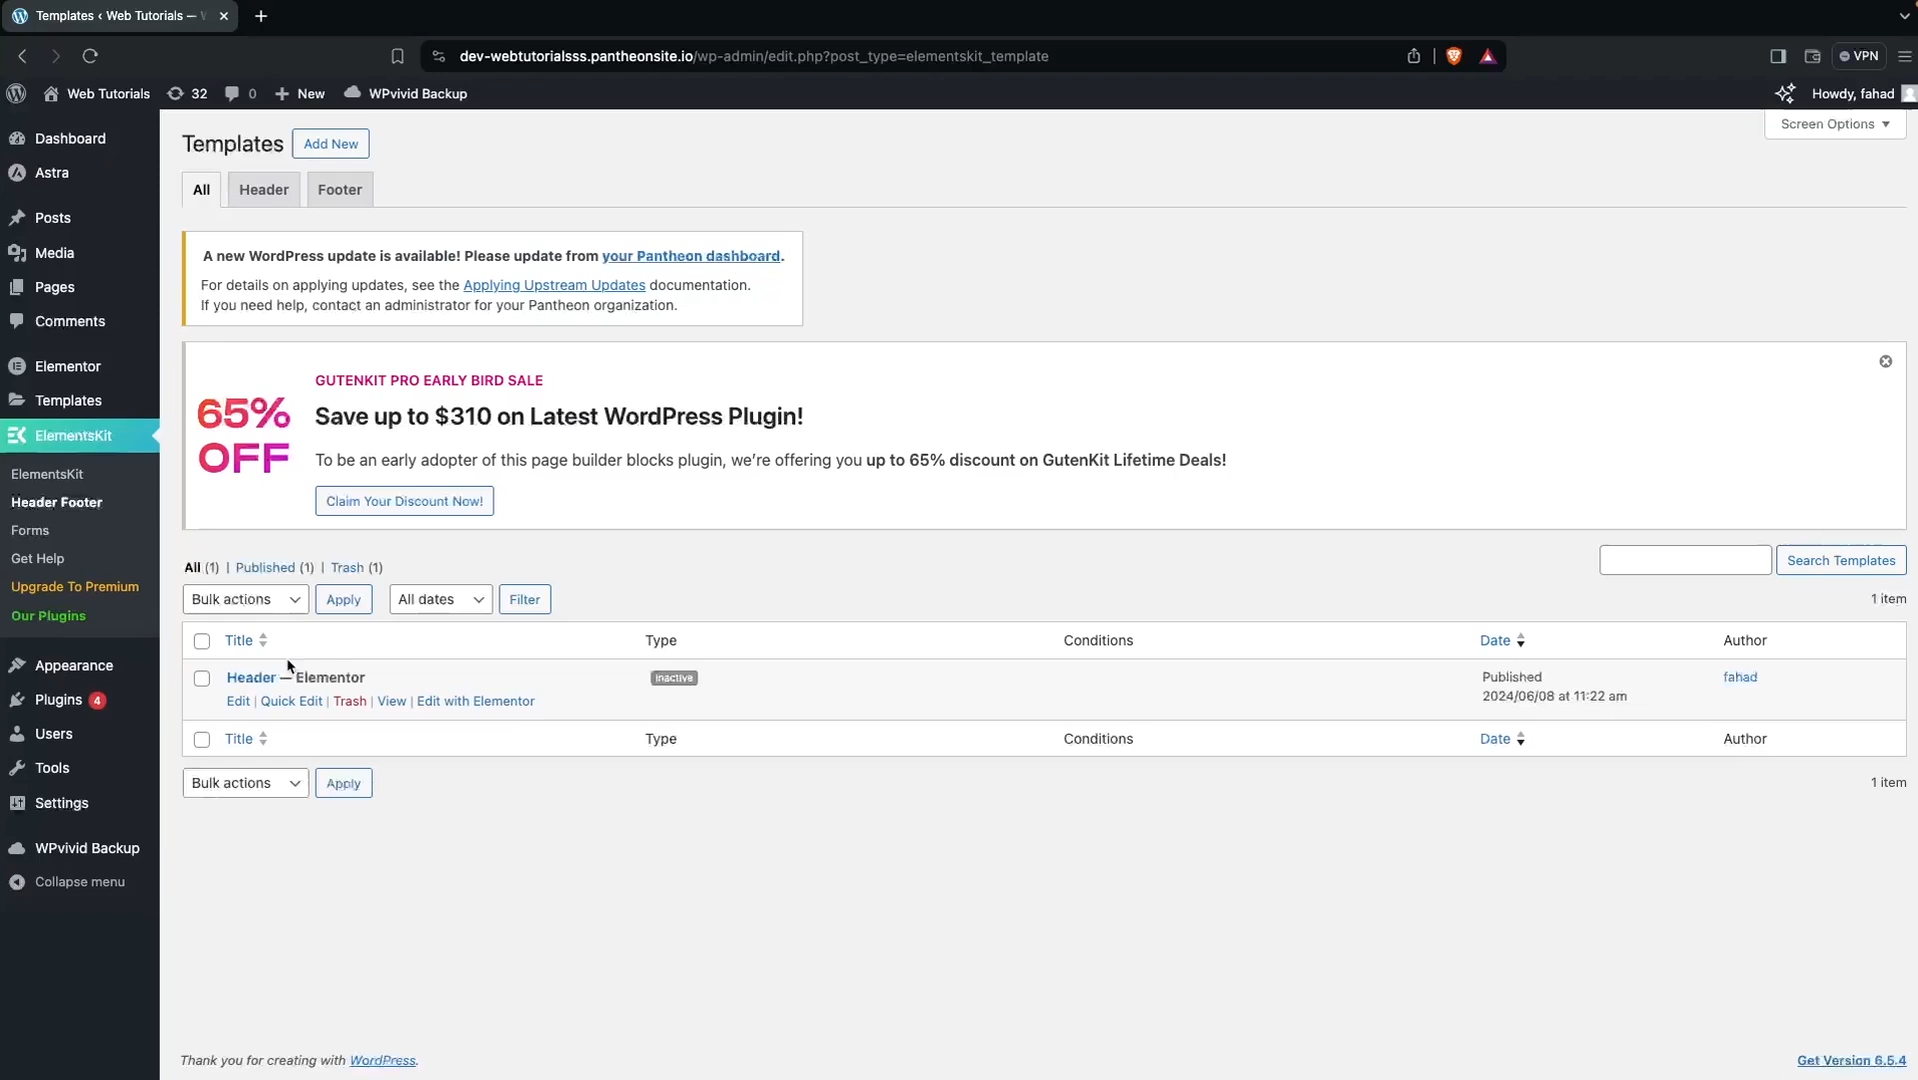 Templates ‹ Web Tutorials — W
dev-webtutorialsss.pantheonsite.io/wp-admin/edit.php?post_type=elementskit_template
VPN
Web Tutorials 32 0 New WPvivid Backup
Howdy, fahad
Screen Options
Dashboard
Astra
Posts
Media
Pages
Comments
Elementor
Templates
ElementsKit
ElementsKit
Header Footer
Forms
Get Help
Upgrade To Premium
Our Plugins
Appearance
Plugins 4
Users
Tools
Settings
WPvivid Backup
Collapse menu
Templates Add New
All Header Footer
A new WordPress update is available! Please update from your Pantheon dashboard.
For details on applying updates, see the Applying Upstream Updates documentation.
If you need help, contact an administrator for your Pantheon organization.
65%
OFF
GUTENKIT PRO EARLY BIRD SALE
Save up to $310 on Latest WordPress Plugin!
To be an early adopter of this page builder blocks plugin, we're offering you up to 65% discount on GutenKit Lifetime Deals!
Claim Your Discount Now!
All (1) | Published (1) | Trash (1)
Search Templates
Bulk actions Apply All dates Filter
1 item
Title Type Conditions Date Author
Header — Elementor Inactive Published fahad
2024/06/08 at 11:22 am
Edit | Quick Edit | Trash | View | Edit with Elementor
Title Type Conditions Date Author
Bulk actions Apply
1 item
Thank you for creating with WordPress.
Get Version 6.5.4